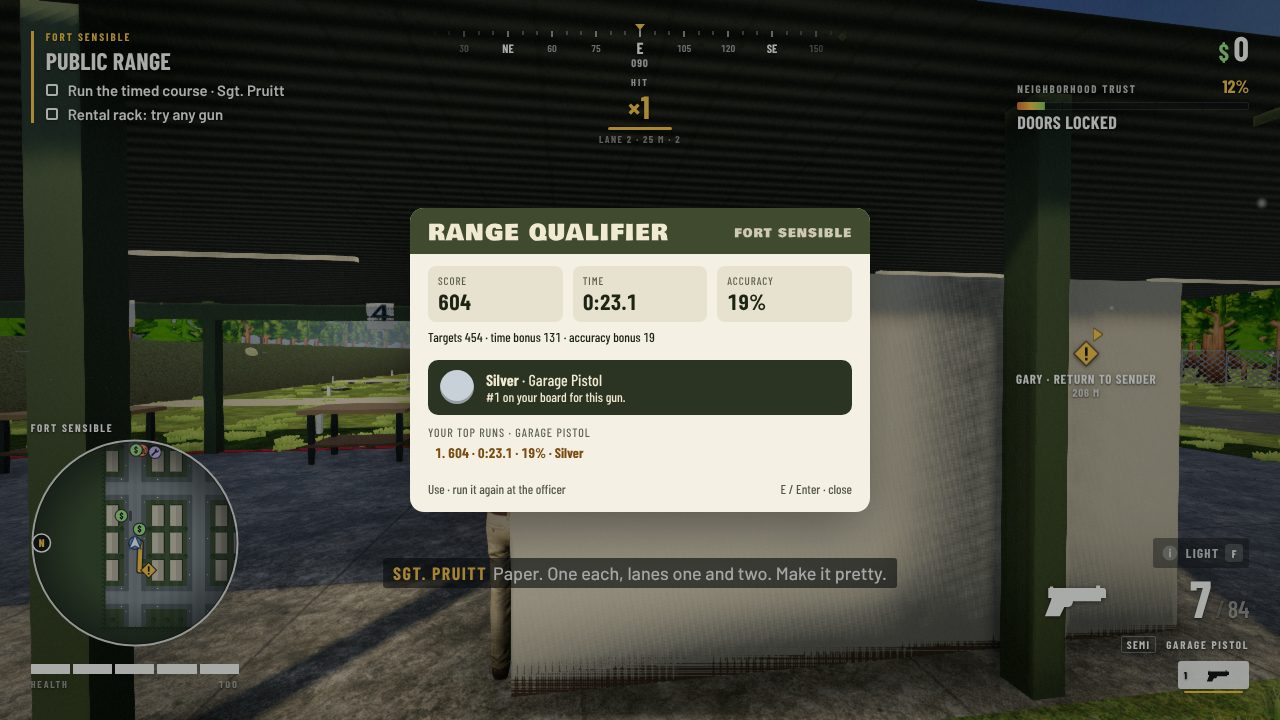 FORT SENSIBLE
PUBLIC RANGE
Run the timed course · Sgt. Pruitt
Rental rack: try any gun
30 NE 60 75 E 105 120 SE 150
090
HIT
×1
LANE 2 · 25 M · 2
$ 0
NEIGHBORHOOD TRUST 12%
DOORS LOCKED
RANGE QUALIFIER FORT SENSIBLE
SCORE TIME ACCURACY
604 0:23.1 19%
Targets 454 · time bonus 131 · accuracy bonus 19
Silver · Garage Pistol
#1 on your board for this gun.
YOUR TOP RUNS · GARAGE PISTOL
1. 604 · 0:23.1 · 19% · Silver
Use · run it again at the officer E / Enter · close
4
GARY · RETURN TO SENDER
206 M
FORT SENSIBLE
N
SGT. PRUITT Paper. One each, lanes one and two. Make it pretty.
HEALTH 100
LIGHT F
7 / 84
SEMI GARAGE PISTOL
1